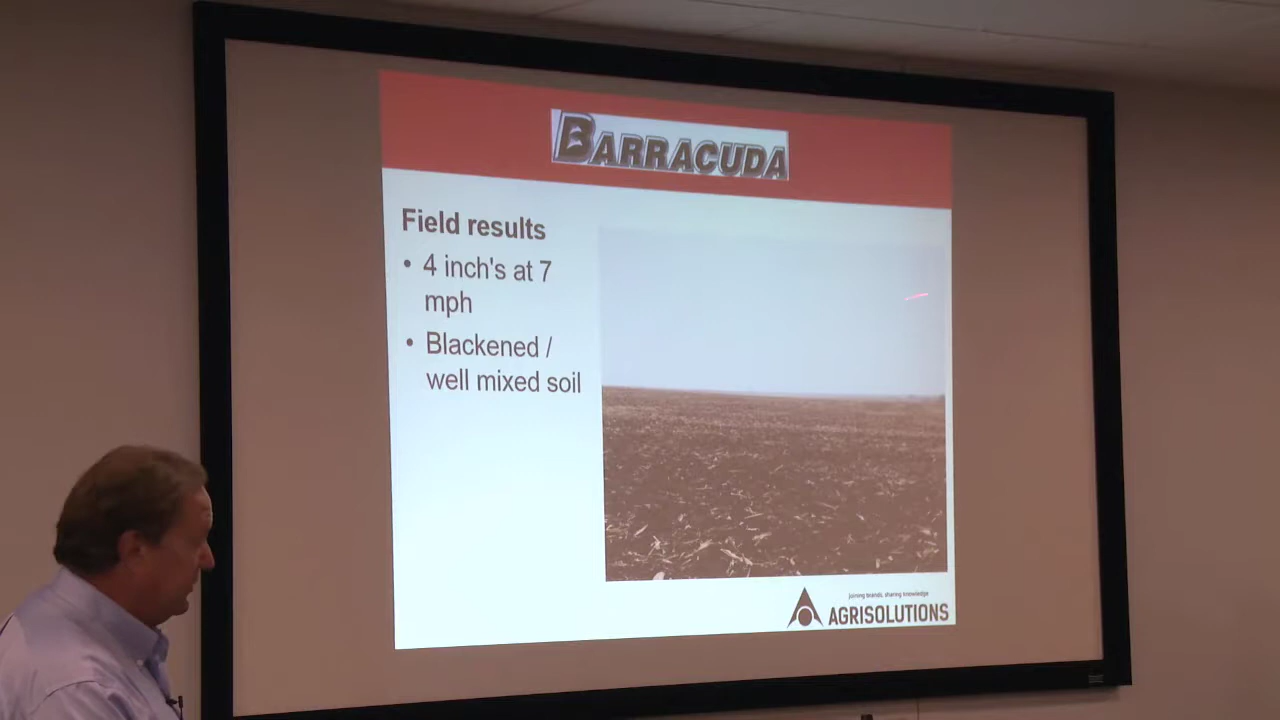 BARRACUDA
Field results
• 4 inch's at 7
mph
• Blackened /
well mixed soil
joining brands, sharing knowledge
AGRISOLUTIONS